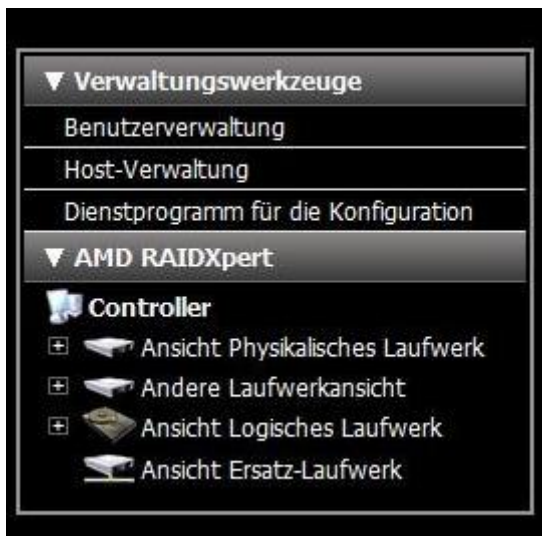 ▼ Verwaltungswerkzeuge
Benutzerverwaltung
Host-Verwaltung
Dienstprogramm für die Konfiguration
▼ AMD RAIDXpert
Controller
Ansicht Physikalisches Laufwerk
Andere Laufwerkansicht
Ansicht Logisches Laufwerk
Ansicht Ersatz-Laufwerk